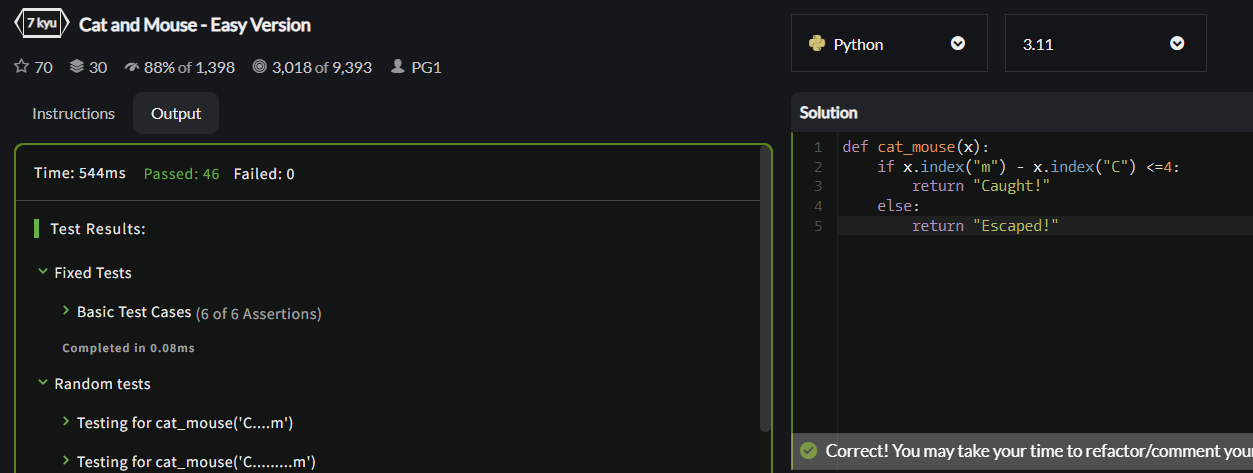 7 kyu Cat and Mouse - Easy Version
70 30 88% of 1,398 3,018 of 9,393 PG1
Instructions Output
Time: 544ms Passed: 46 Failed: 0
Test Results:
Fixed Tests
Basic Test Cases (6 of 6 Assertions)
Completed in 0.08ms
Random tests
Testing for cat_mouse('C....m')
Testing for cat_mouse('C.........m')
Python 3.11
Solution
1 def cat_mouse(x):
2 if x.index("m") - x.index("C") <=4:
3 return "Caught!"
4 else:
5 return "Escaped!"
Correct! You may take your time to refactor/comment your